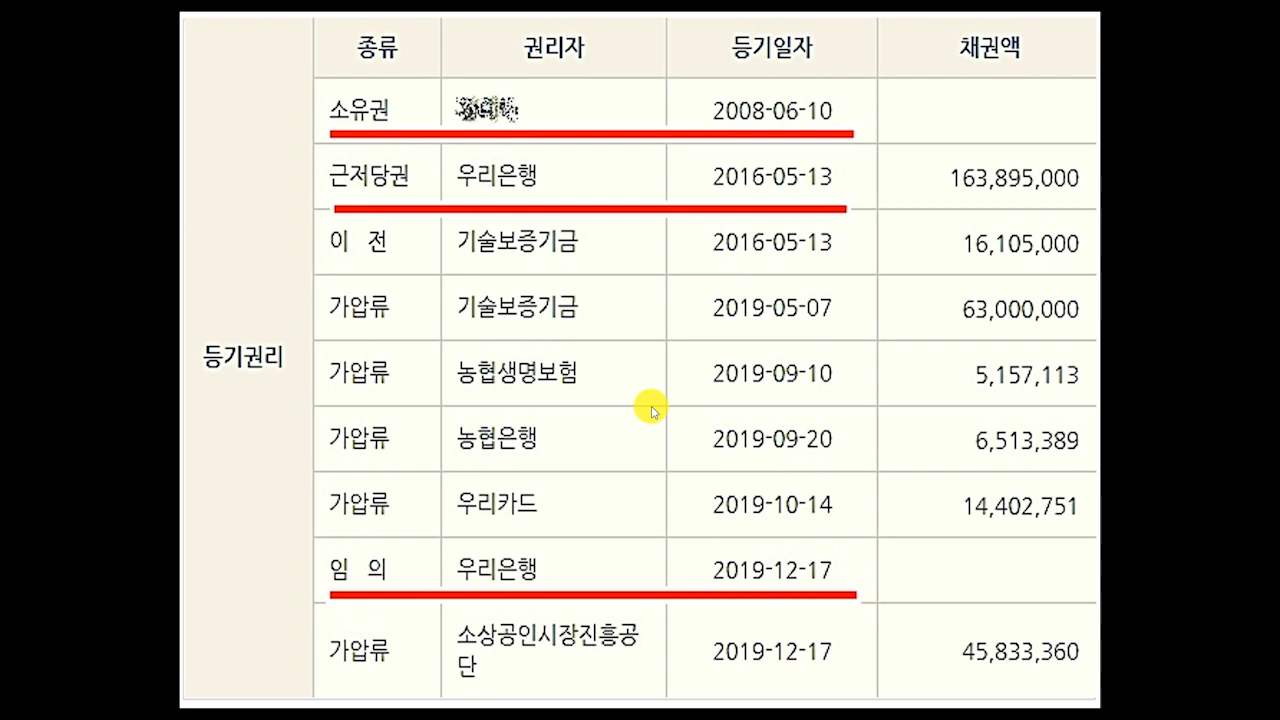 종류 권리자 등기일자 채권액
소유권 2008-06-10
근저당권 우리은행 2016-05-13 163,895,000
이 전 기술보증기금 2016-05-13 16,105,000
가압류 기술보증기금 2019-05-07 63,000,000
등기권리
가압류 농협생명보험 2019-09-10 5,157,113
가압류 농협은행 2019-09-20 6,513,389
가압류 우리카드 2019-10-14 14,402,751
임 의 우리은행 2019-12-17
가압류 소상공인시장진흥공
단 2019-12-17 45,833,360